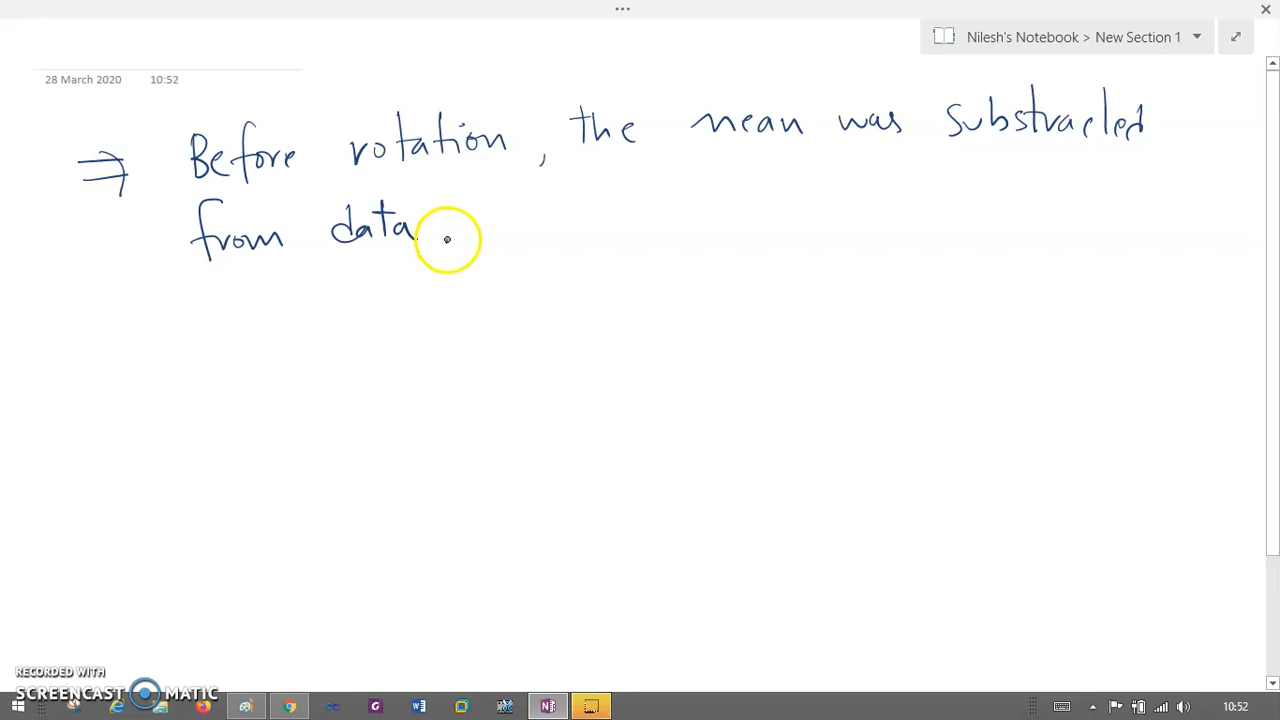 Nilesh's Notebook > New Section 1
28 March 2020 10:52
⇒ Before rotation, the mean was substracted
from data
RECORDED WITH
SCREENCAST MATIC
10:52